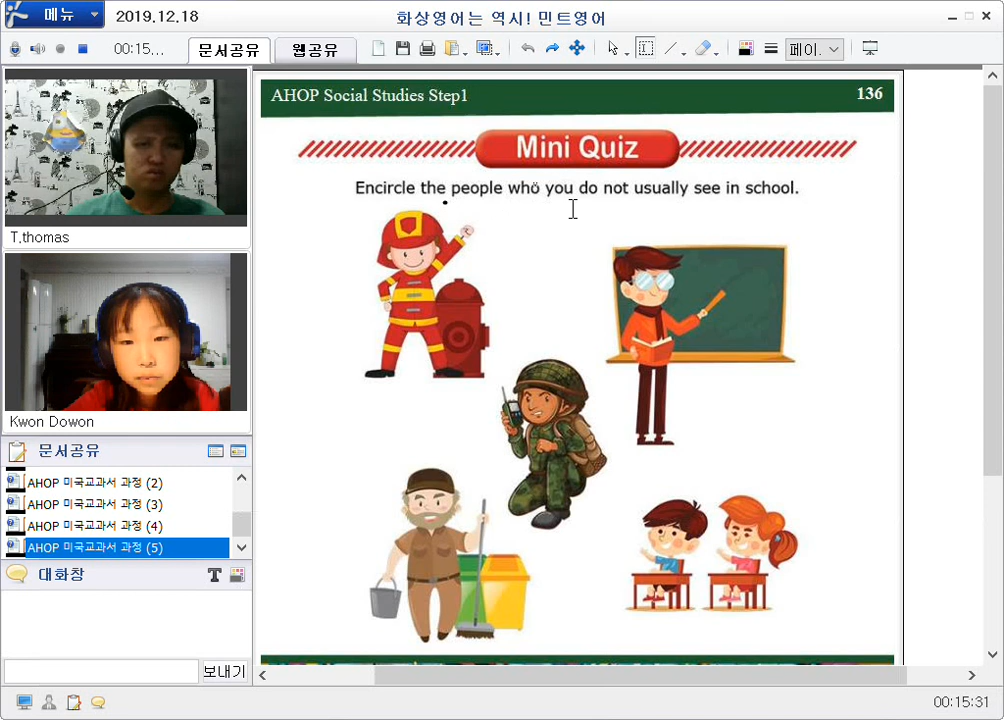 메뉴
2019.12.18
화상영어는 역시! 민트영어
00:15...
문서공유
웹공유
페이.
T.thomas
Kwon Dowon
문서공유
AHOP 미국교과서 과정 (2)
AHOP 미국교과서 과정 (3)
AHOP 미국교과서 과정 (4)
AHOP 미국교과서 과정 (5)
대화창
T
보내기
AHOP Social Studies Step1
136
Mini Quiz
Encircle the people who you do not usually see in school.
00:15:31